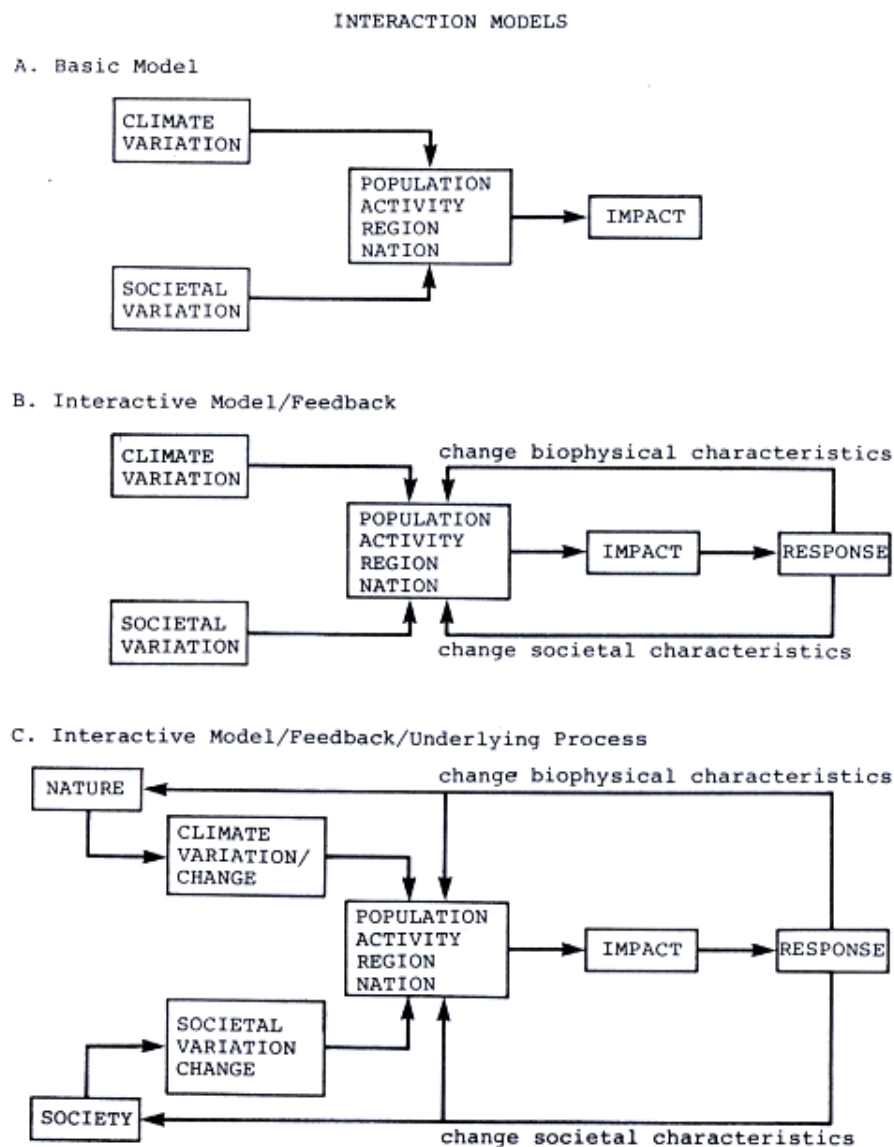 INTERACTION MODELS
A. Basic Model
CLIMATE
VARIATION
POPULATION
ACTIVITY
REGION
NATION
IMPACT
SOCIETAL
VARIATION
B. Interactive Model/Feedback
CLIMATE
VARIATION
change biophysical characteristics
POPULATION
ACTIVITY
REGION
NATION
IMPACT
RESPONSE
SOCIETAL
VARIATION
change societal characteristics
C. Interactive Model/Feedback/Underlying Process
change biophysical characteristics
NATURE
CLIMATE
VARIATION/
CHANGE
POPULATION
ACTIVITY
REGION
NATION
IMPACT
RESPONSE
SOCIETAL
VARIATION
CHANGE
SOCIETY
change societal characteristics